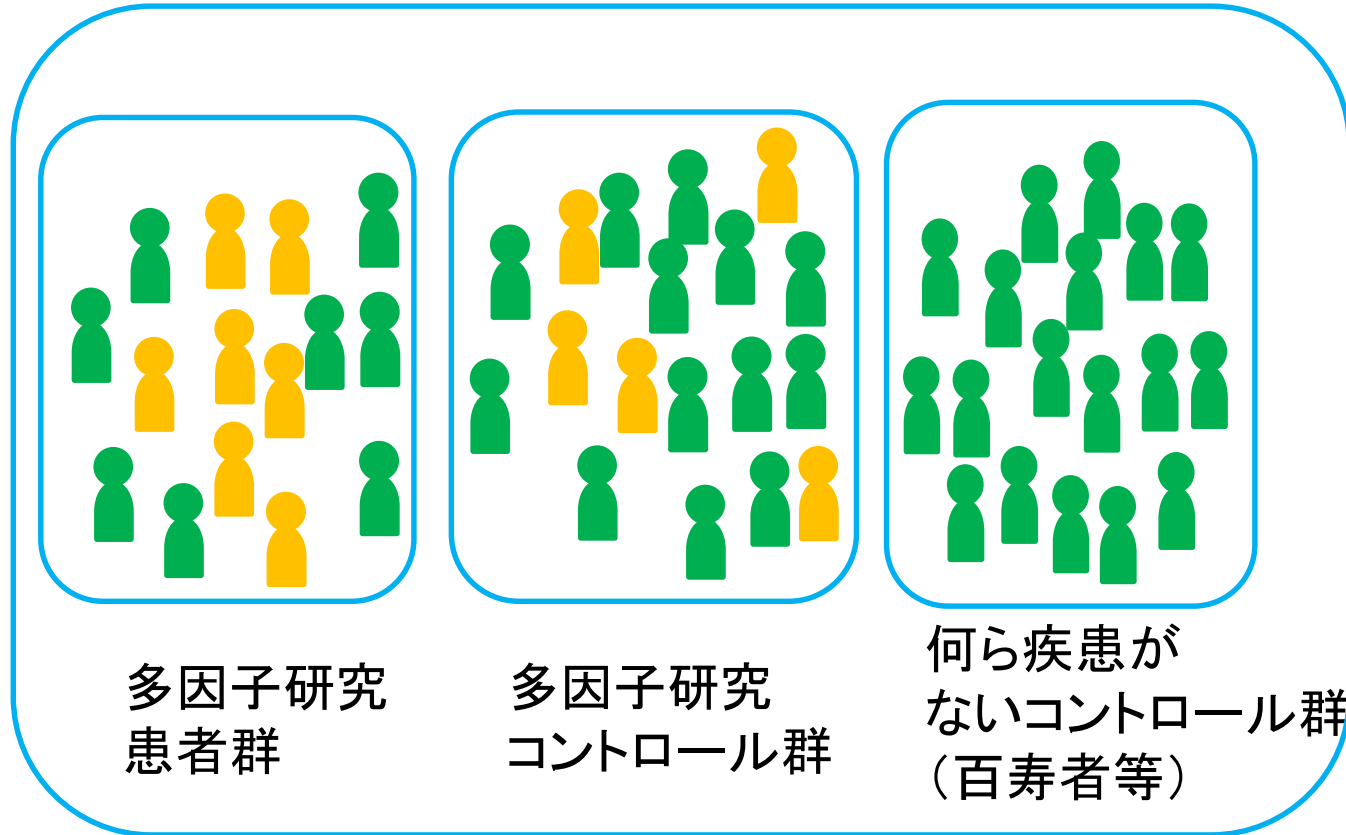 多因子研究
患者群
多因子研究
コントロール群
何ら疾患が
ないコントロール群
（百寿者等）